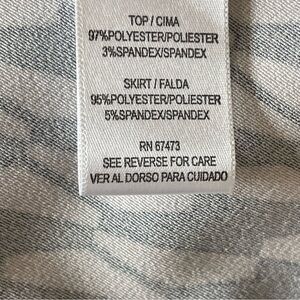 TOP / CIMA
97%POLYESTER/POLIESTER
3%SPANDEX/SPANDEX
SKIRT / FALDA
95%POLYESTER/POLIESTER
5%SPANDEX/SPANDEX
RN 67473
SEE REVERSE FOR CARE
VER AL DORSO PARA CUIDADO